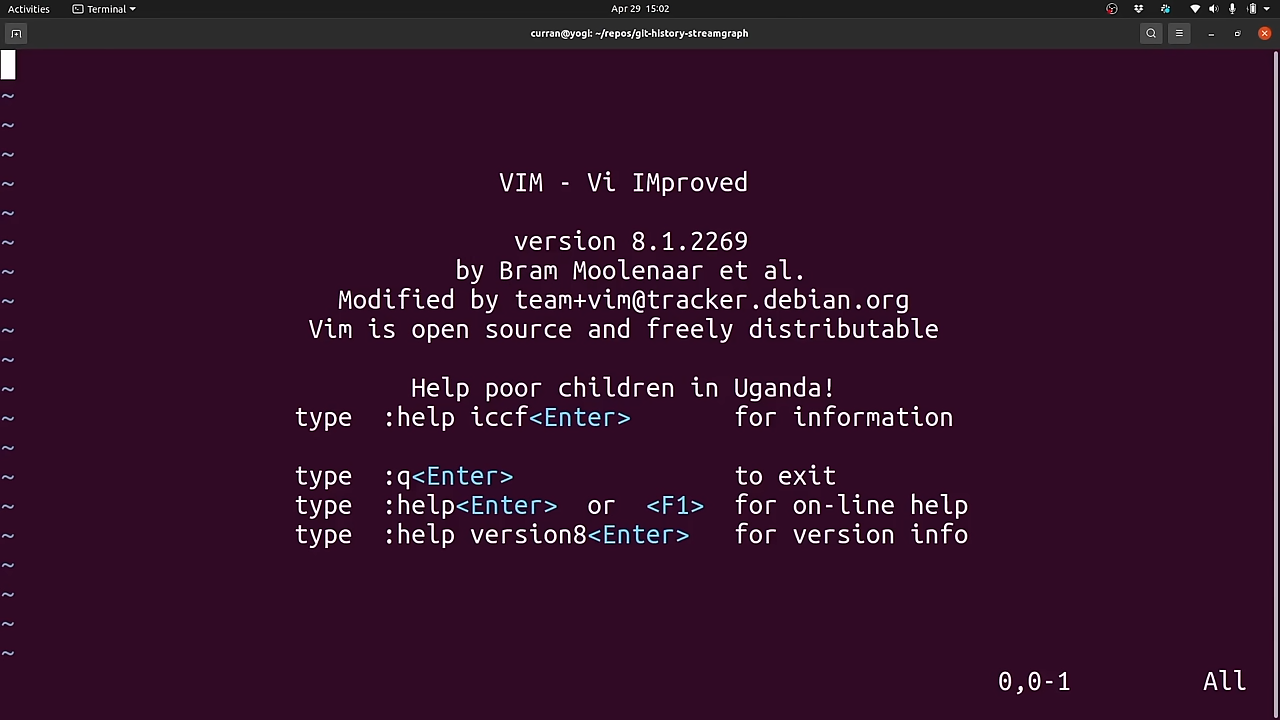 Activities Terminal Apr 29 15:02
curran@yogi: ~/repos/git-history-streamgraph
~
~
~
~ VIM - Vi IMproved
~
~ version 8.1.2269
~ by Bram Moolenaar et al.
~ Modified by team+vim@tracker.debian.org
~ Vim is open source and freely distributable
~
~ Help poor children in Uganda!
~ type :help iccf<Enter> for information
~
~ type :q<Enter> to exit
~ type :help<Enter> or <F1> for on-line help
~ type :help version8<Enter> for version info
~
~
~
~
0,0-1 All